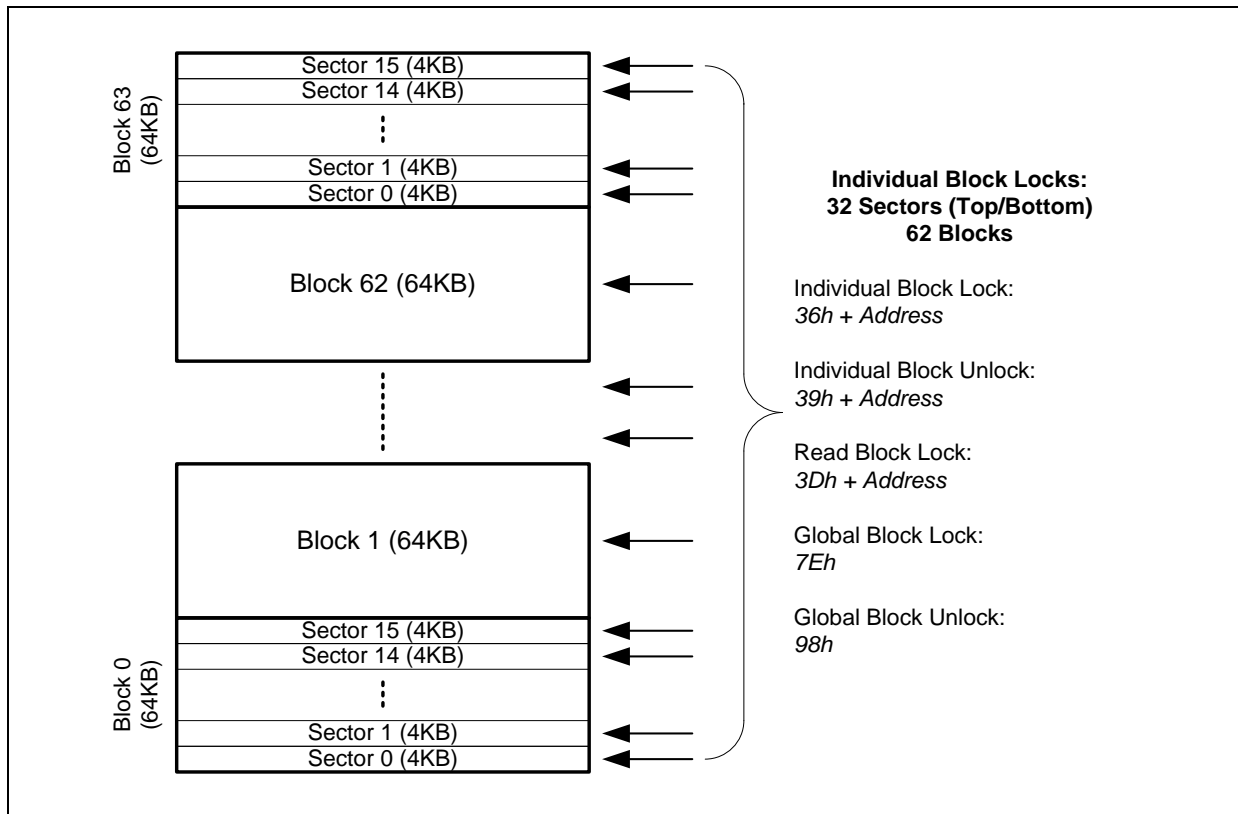 Block 63
(64KB)
Sector 15 (4KB)
Sector 14 (4KB)
Sector 1 (4KB)
Sector 0 (4KB)
Block 62 (64KB)
Block 1 (64KB)
Block 0
(64KB)
Sector 15 (4KB)
Sector 14 (4KB)
Sector 1 (4KB)
Sector 0 (4KB)
Individual Block Locks:
32 Sectors (Top/Bottom)
62 Blocks
Individual Block Lock:
36h + Address
Individual Block Unlock:
39h + Address
Read Block Lock:
3Dh + Address
Global Block Lock:
7Eh
Global Block Unlock:
98h